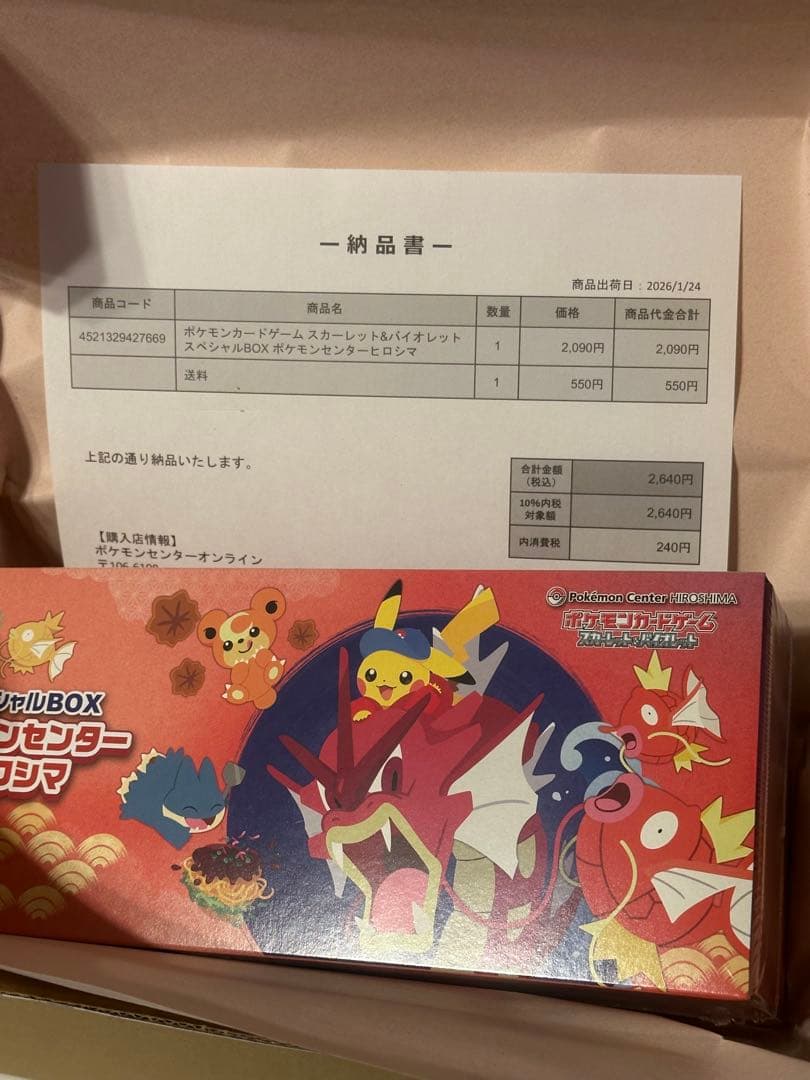 ー納品書ー
商品出荷日：2026/1/24
商品コード 商品名 数量 価格 商品代金合計
4521329427669 ポケモンカードゲーム スカーレット&バイオレット
スペシャルBOX ポケモンセンターヒロシマ 1 2,090円 2,090円
送料 1 550円 550円
上記の通り納品いたします。
合計金額
（税込） 2,640円
10%内税
対象額 2,640円
内消費税 240円
【購入店情報】
ポケモンセンターオンライン
Pokémon Center HIROSHIMA
ポケモンカードゲーム
スカーレット&バイオレット
シャルBOX
ンセンター
ロシマ